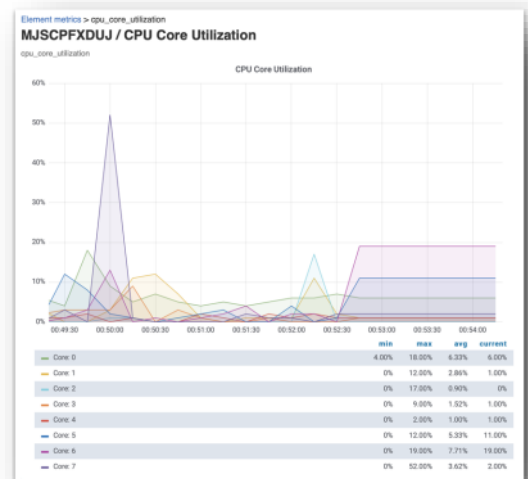 Element metrics > cpu_core_utilization
MJSCPFXDUJ / CPU Core Utilization
cpu_core_utilization
CPU Core Utilization
60%
50%
40%
30%
20%
10%
0%
00:49:30 00:50:00 00:50:30 00:51:00 00:51:30 00:52:00 00:52:30 00:53:00 00:53:30 00:54:00
min max avg current
Core: 0 4.00% 18.00% 6.33% 6.00%
Core: 1 0% 12.00% 2.86% 1.00%
Core: 2 0% 17.00% 0.90% 0%
Core: 3 0% 9.00% 1.52% 1.00%
Core: 4 0% 2.00% 1.00% 1.00%
Core: 5 0% 12.00% 5.33% 11.00%
Core: 6 0% 19.00% 7.71% 19.00%
Core: 7 0% 52.00% 3.62% 2.00%